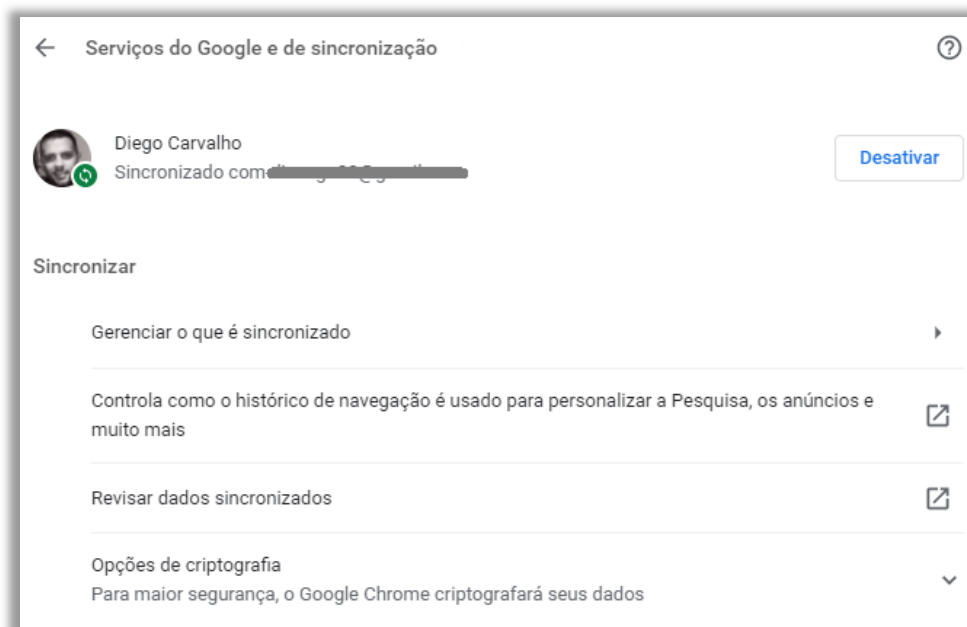 Serviços do Google e de sincronização
Diego Carvalho
Desativar
Sincronizado com
Sincronizar
Gerenciar o que é sincronizado
Controla como o histórico de navegação é usado para personalizar a Pesquisa, os anúncios e
muito mais
Revisar dados sincronizados
Opções de criptografia
Para maior segurança, o Google Chrome criptografará seus dados